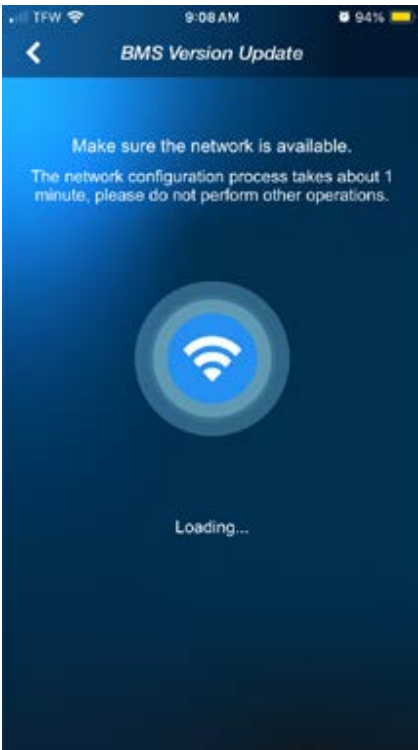 TFW 9:08 AM 94%
BMS Version Update
Make sure the network is available.
The network configuration process takes about 1
minute, please do not perform other operations.
Loading...